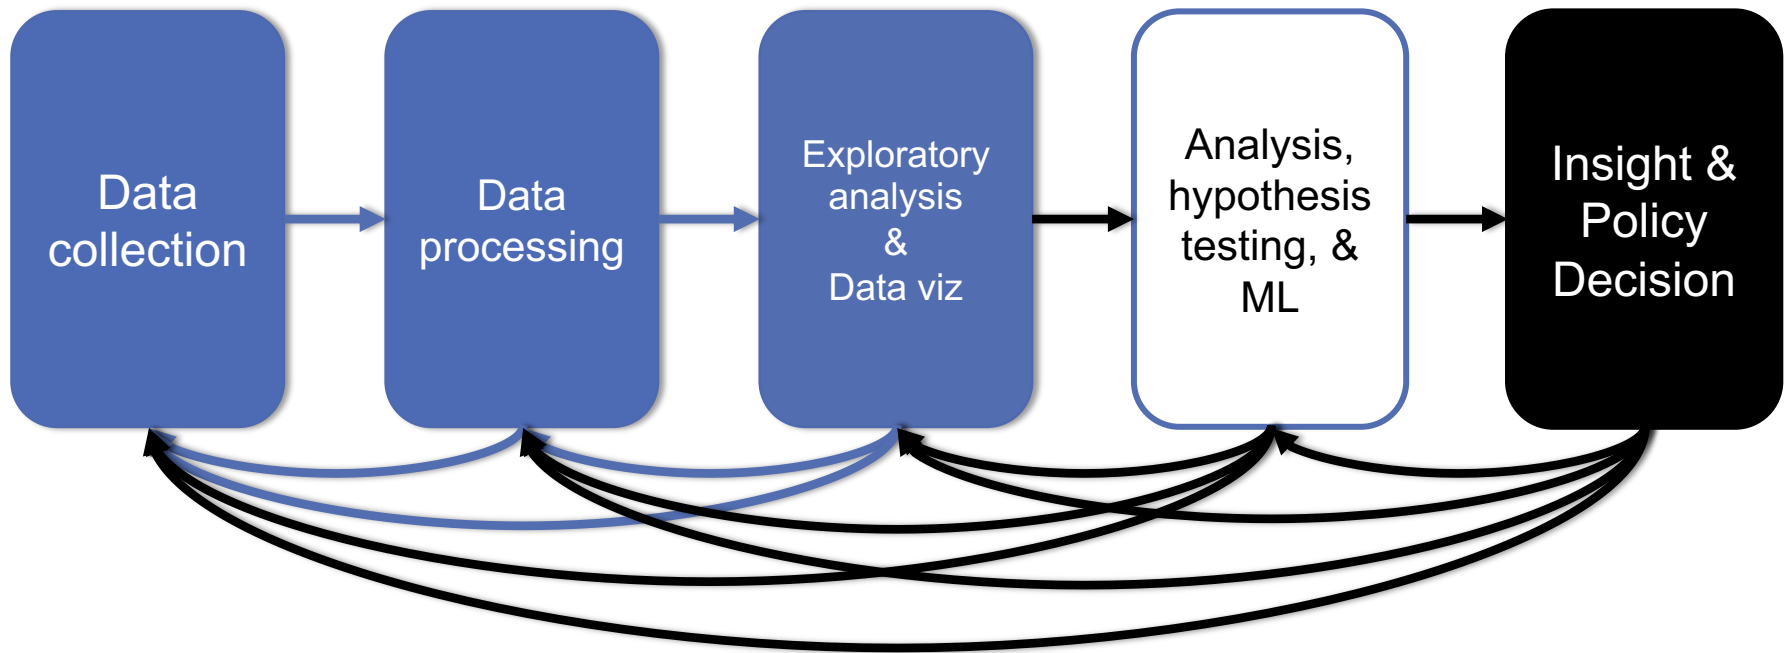 Data
collection
Data
processing
Exploratory
analysis
&
Data viz
Analysis,
hypothesis
testing, &
ML
Insight &
Policy
Decision